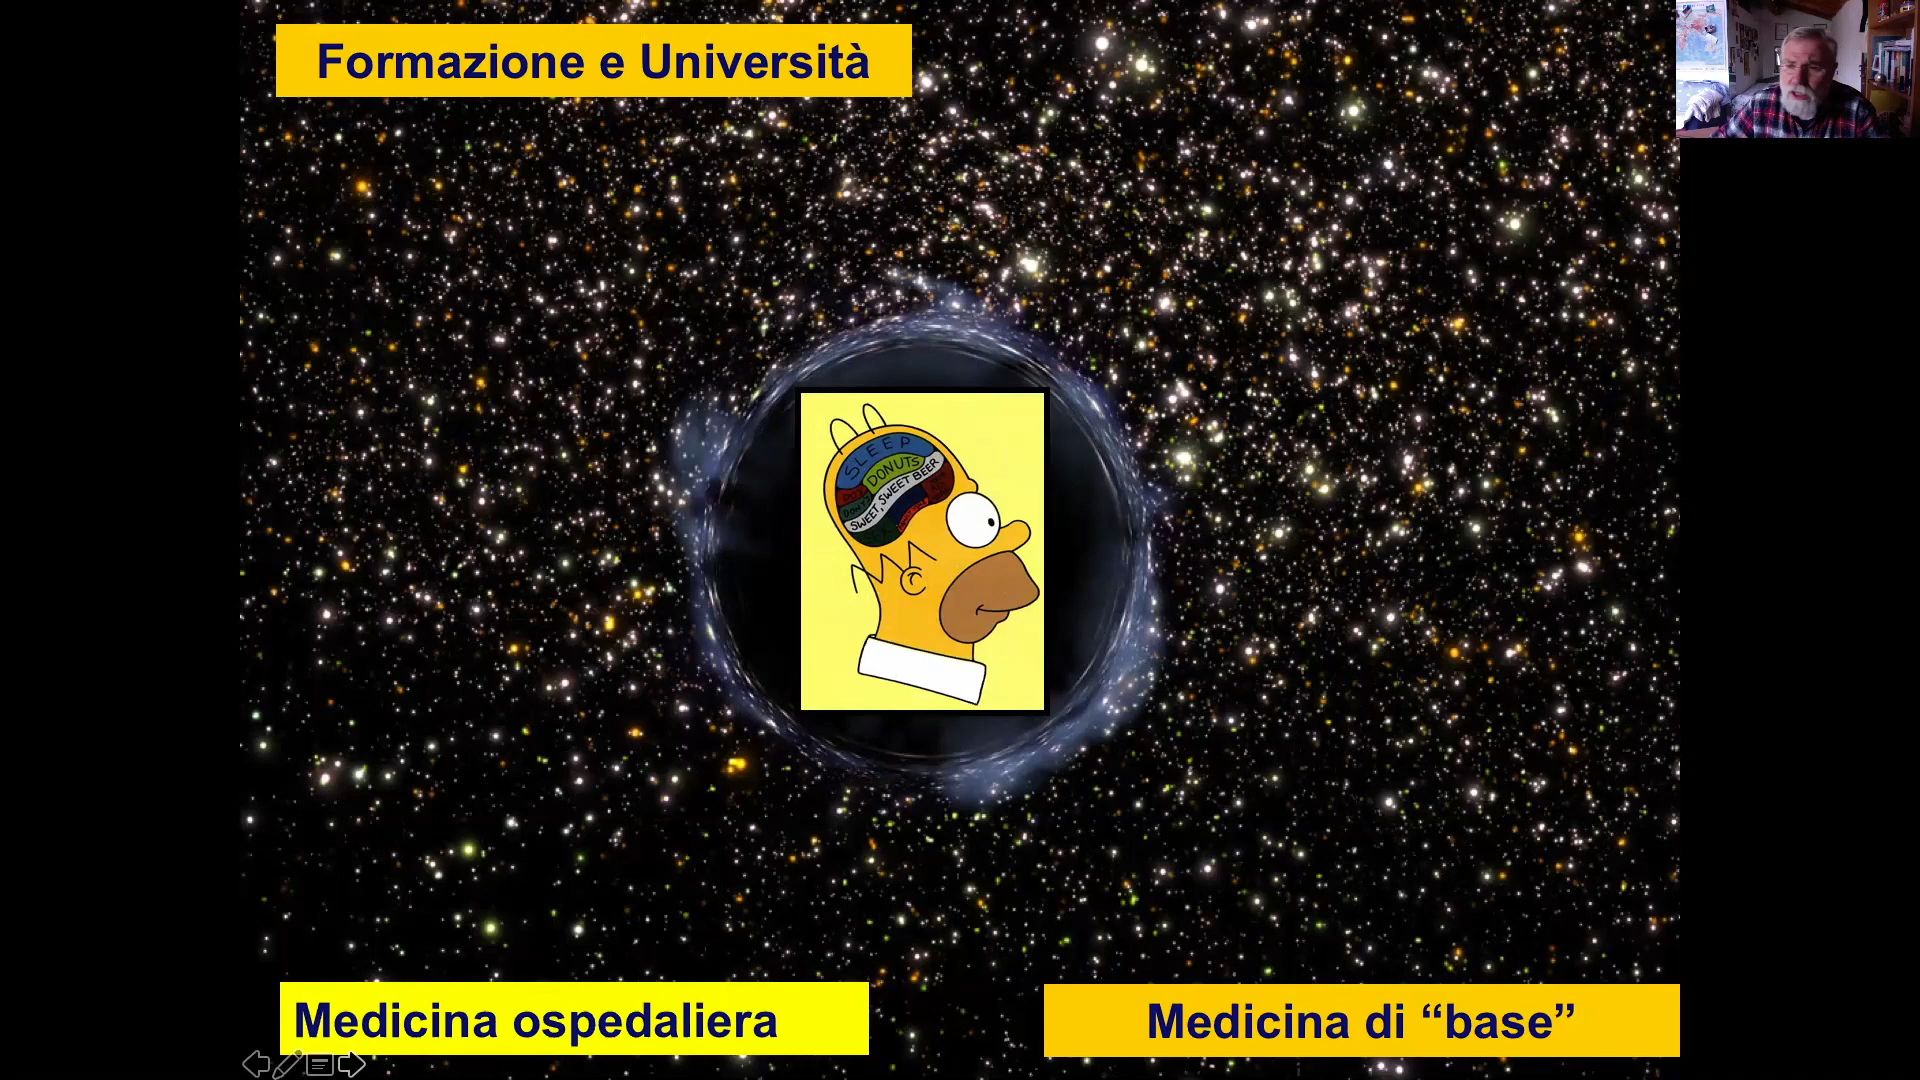 Formazione e Università
SLEEP
DONUTS
SWEET, SWEET BEER
Medicina ospedaliera
Medicina di “base”